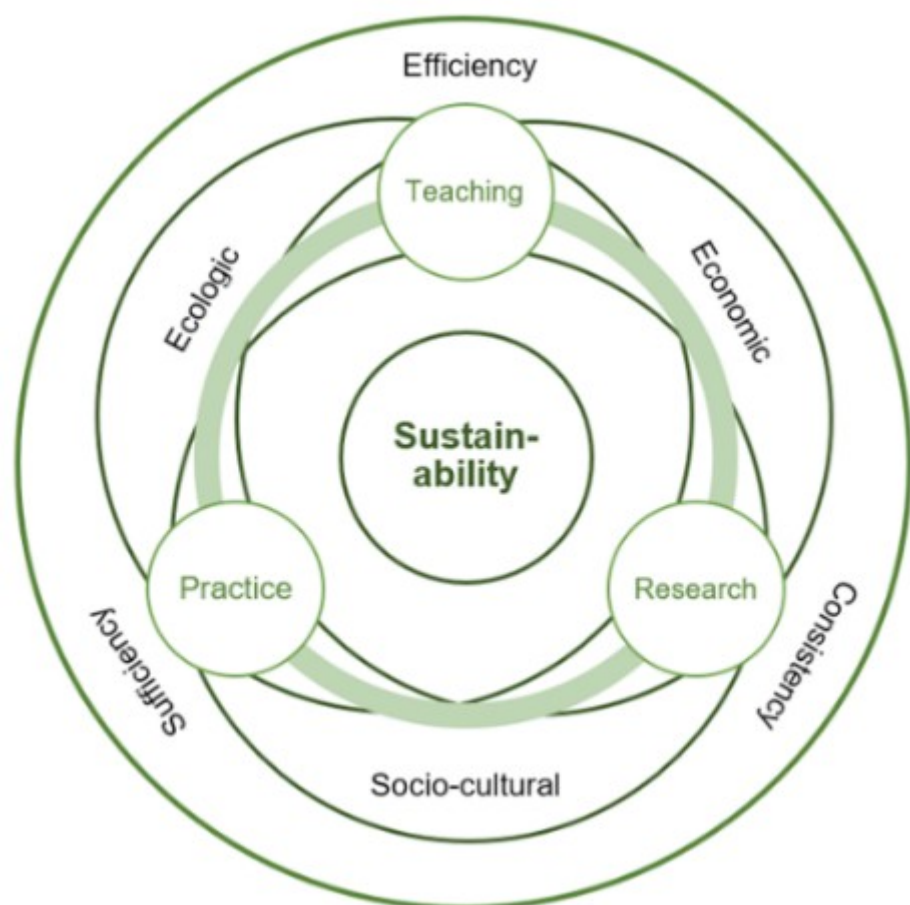 Efficiency
Teaching
Ecologic
Economic
Sustain-
ability
Practice
Research
Sufficiency
Consistency
Socio-cultural